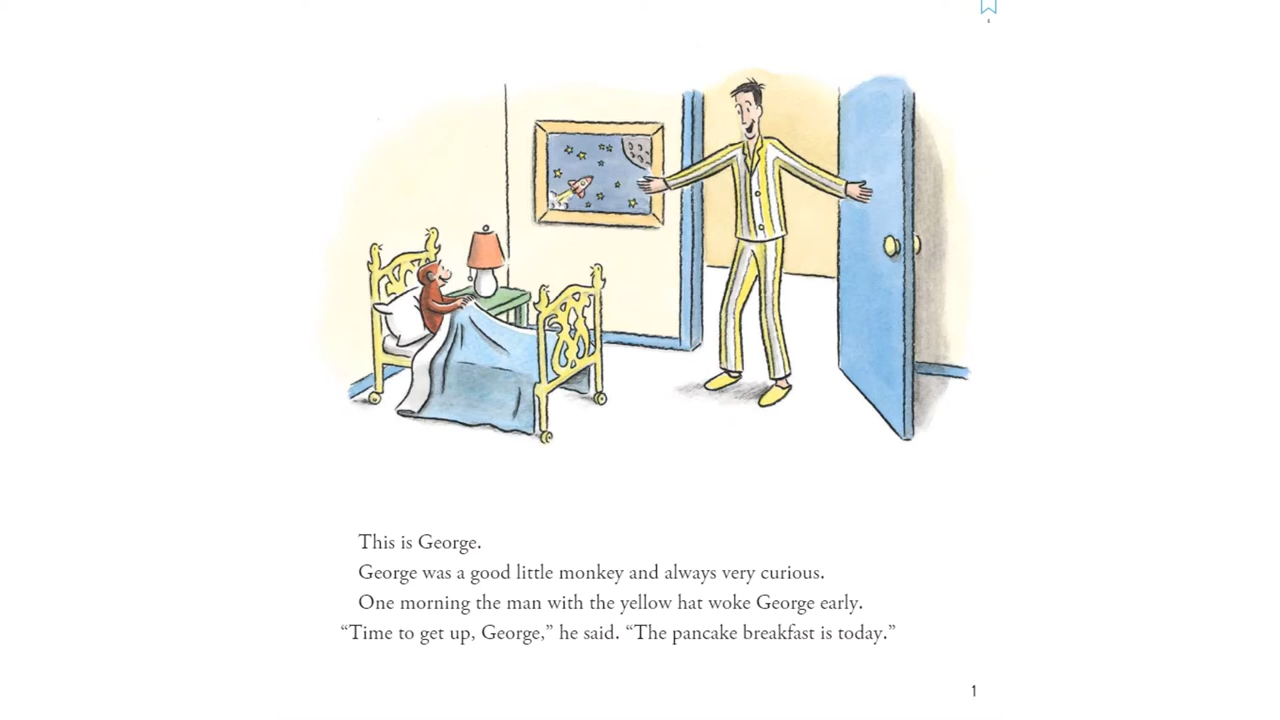 This is George.
George was a good little monkey and always very curious.
One morning the man with the yellow hat woke George early.
“Time to get up, George,” he said. “The pancake breakfast is today.”
1